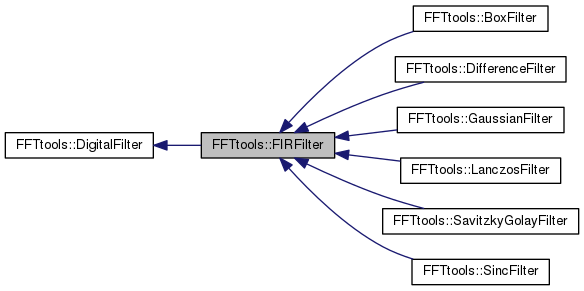 FFTtools::DigitalFilter
FFTtools::FIRFilter
FFTtools::BoxFilter
FFTtools::DifferenceFilter
FFTtools::GaussianFilter
FFTtools::LanczosFilter
FFTtools::SavitzkyGolayFilter
FFTtools::SincFilter